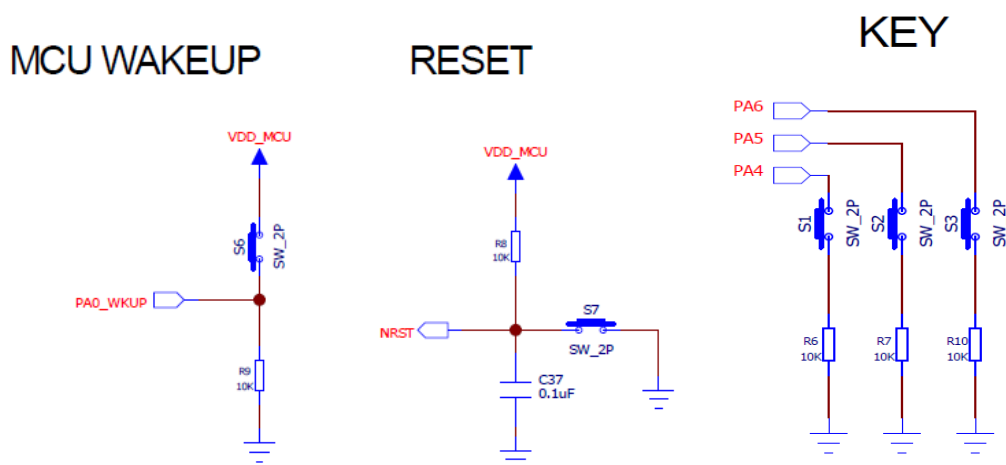 MCU WAKEUP
VDD_MCU
S6
SW_2P
PA0_WKUP
R9
10K
RESET
VDD_MCU
R8
10K
S7
NRST
SW_2P
C37
0.1uF
KEY
PA6
PA5
PA4
S1
SW_2P
S2
SW_2P
S3
SW_2P
R6
10K
R7
10K
R10
10K